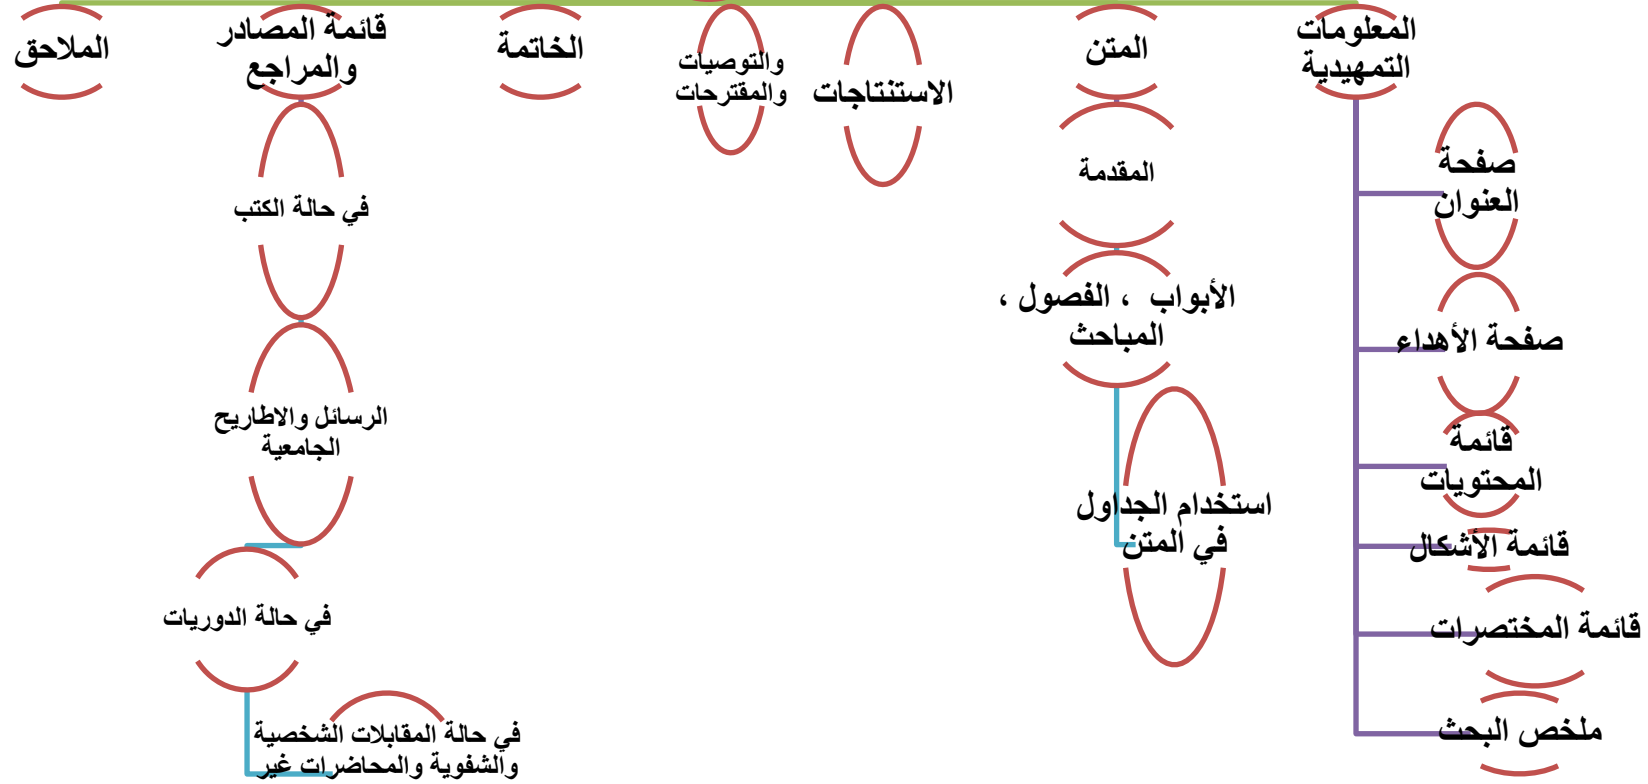 المعلومات
التمهيدية
صفحة
العنوان
صفحة الأهداء
قائمة
المحتويات
قائمة الأشكال
قائمة المختصرات
ملخص البحث
المتن
المقدمة
الأبواب ، الفصول ،
المباحث
استخدام الجداول
في المتن
الاستنتاجات
والتوصيات
والمقترحات
الخاتمة
قائمة المصادر
والمراجع
في حالة الكتب
الرسائل والاطاريح
الجامعية
في حالة الدوريات
في حالة المقابلات الشخصية
والشفوية والمحاضرات غير
الملاحق